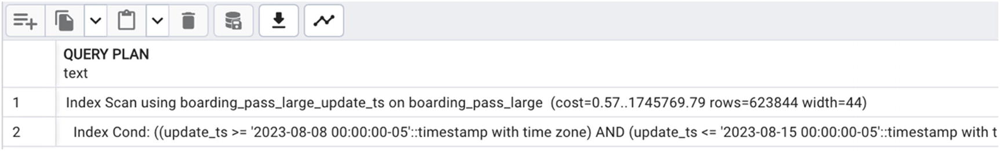 QUERY PLAN
text
1 Index Scan using boarding_pass_large_update_ts on boarding_pass_large (cost=0.57..1745769.79 rows=623844 width=44)
2 Index Cond: ((update_ts >= '2023-08-08 00:00:00-05'::timestamp with time zone) AND (update_ts <= '2023-08-15 00:00:00-05'::timestamp with t